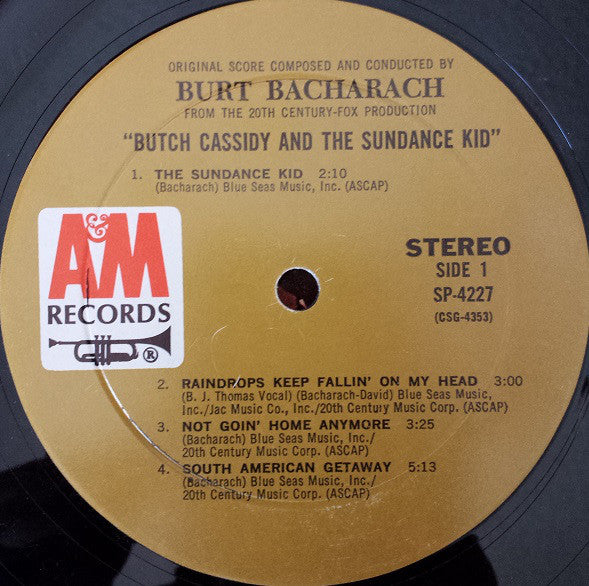 ORIGINAL SCORE COMPOSED AND CONDUCTED BY
BURT BACHARACH
FROM THE 20TH CENTURY-FOX PRODUCTION
"BUTCH CASSIDY AND THE SUNDANCE KID"
1. THE SUNDANCE KID 2:10
(Bacharach) Blue Seas Music, Inc. (ASCAP)
A&M
RECORDS
®
STEREO
SIDE 1
SP-4227
(CSG-4353)
2. RAINDROPS KEEP FALLIN' ON MY HEAD 3:00
(B. J. Thomas Vocal) (Bacharach-David) Blue Seas Music,
Inc./Jac Music Co., Inc./20th Century Music Corp. (ASCAP)
3. NOT GOIN' HOME ANYMORE 3:25
(Bacharach) Blue Seas Music, Inc./
20th Century Music Corp. (ASCAP)
4. SOUTH AMERICAN GETAWAY 5:13
(Bacharach) Blue Seas Music, Inc./
20th Century Music Corp. (ASCAP)